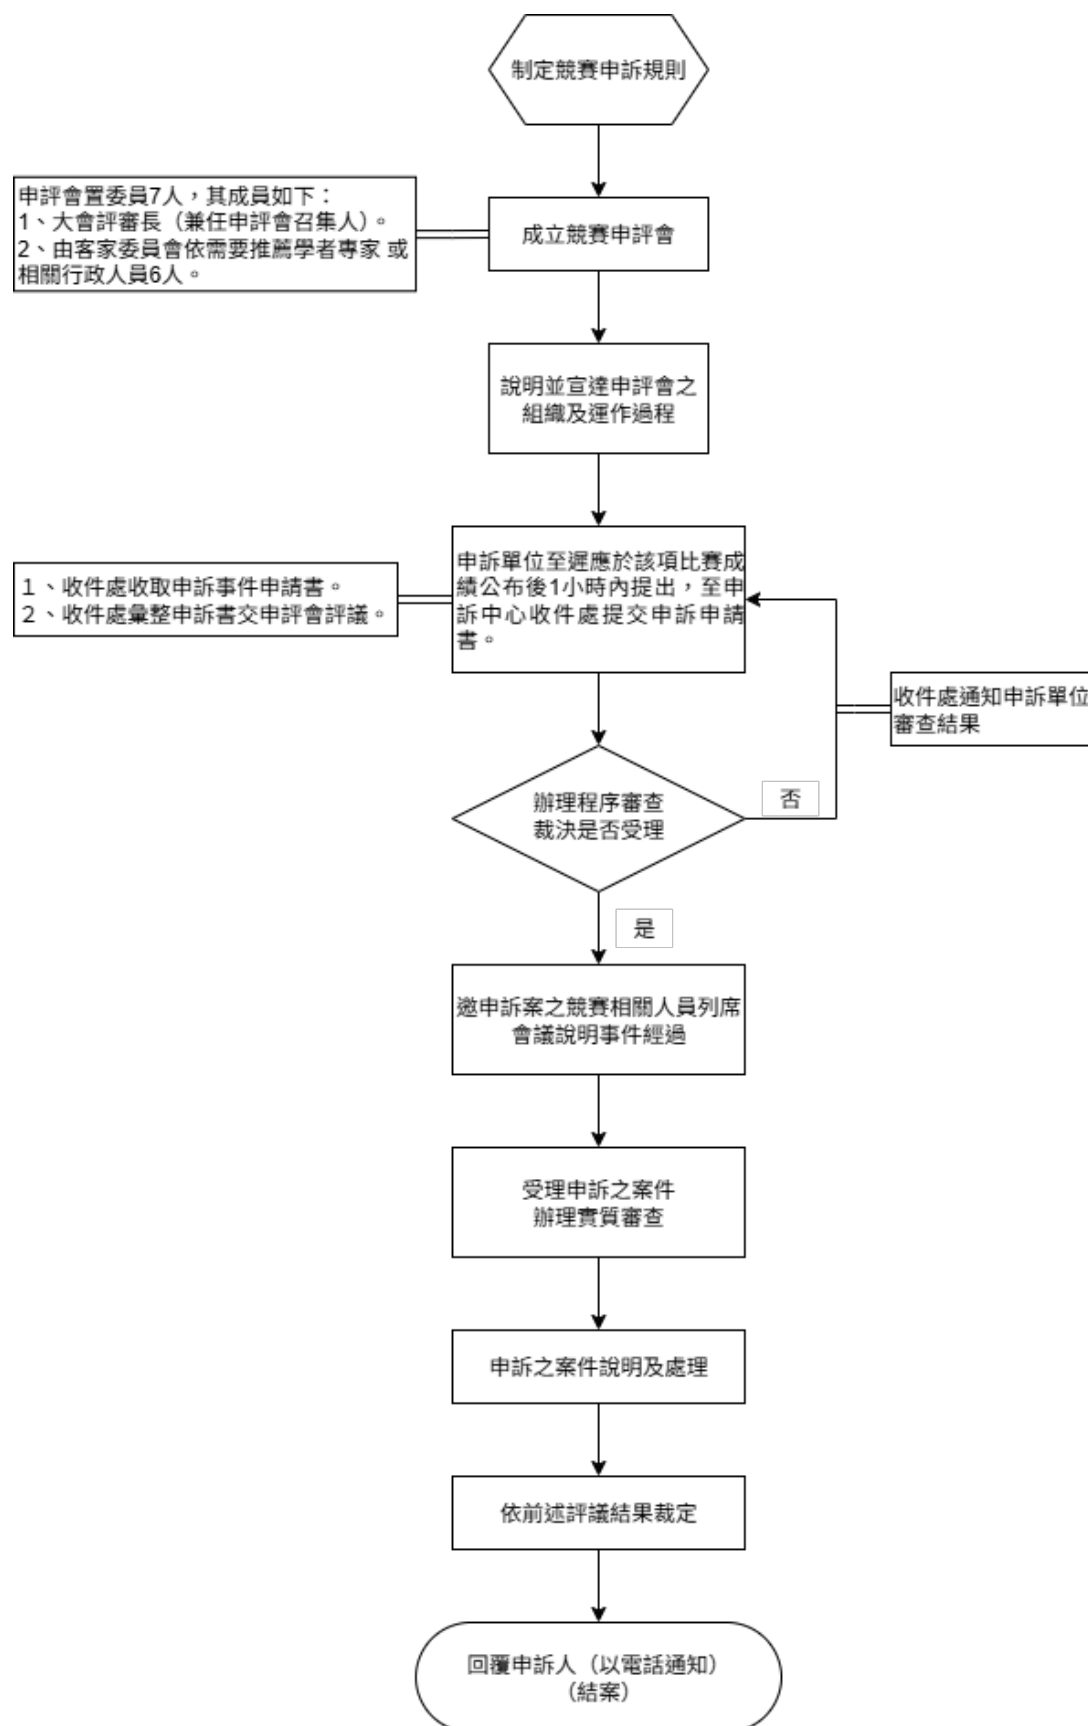 制定競賽申訴規則
申評會置委員7人，其成員如下：
1、大會評審長（兼任申評會召集人）。
2、由客家委員會依需要推薦學者專家 或
相關行政人員6人。
成立競賽申評會
說明並宣達申評會之
組織及運作過程
申訴單位至遲應於該項比賽成
績公布後1小時內提出，至申
訴中心收件處提交申訴申請
書。
１、收件處收取申訴事件申請書。
２、收件處彙整申訴書交申評會評議。
收件處通知申訴單位
審查結果
辦理程序審查
裁決是否受理
否
是
邀申訴案之競賽相關人員列席
會議說明事件經過
受理申訴之案件
辦理實質審查
申訴之案件說明及處理
依前述評議結果裁定
回覆申訴人（以電話通知）
（結案）